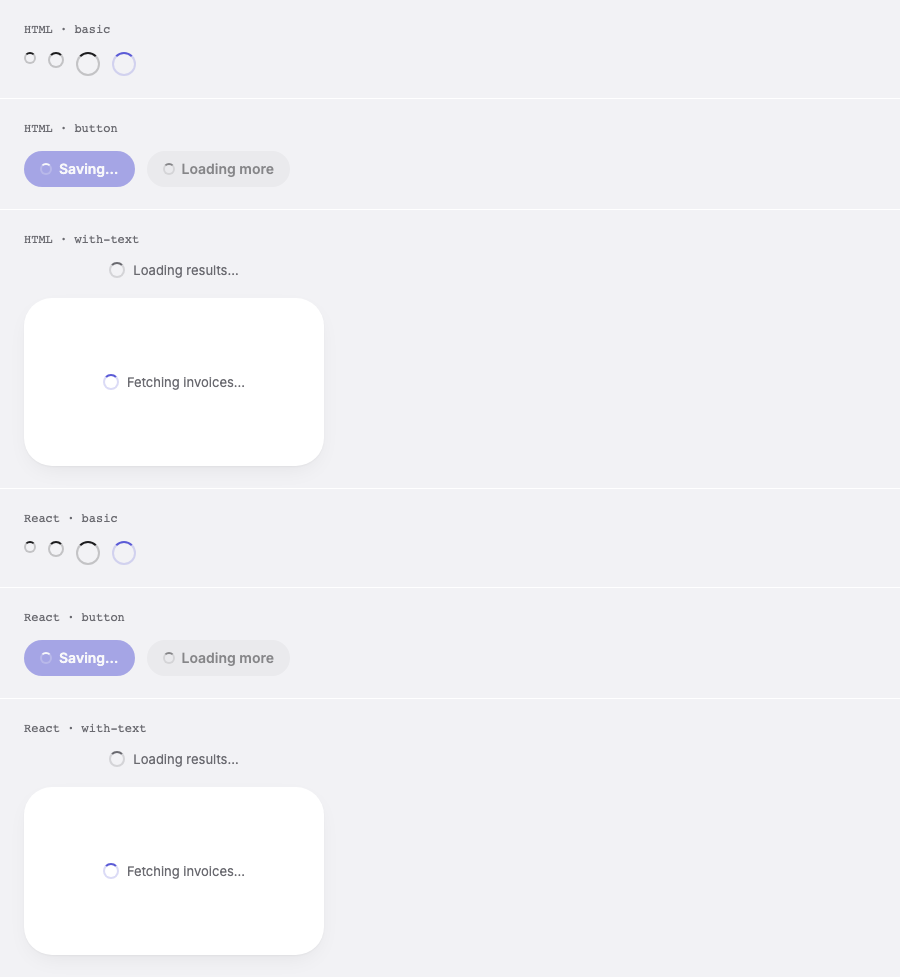 HTML · basic
HTML · button
Saving... Loading more
HTML · with-text
Loading results...
Fetching invoices...
React · basic
React · button
Saving... Loading more
React · with-text
Loading results...
Fetching invoices...